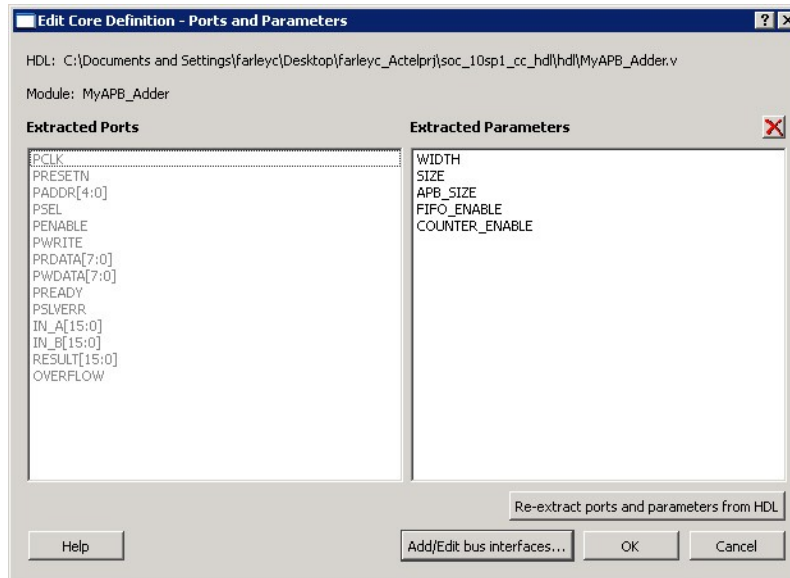 Edit Core Definition - Ports and Parameters
HDL: C:\Documents and Settings\farleyc\Desktop\farleyc_Actelprj\soc_10sp1_cc_hdl\hdl\MyAPB_Adder.v
Module: MyAPB_Adder
Extracted Ports
PCLK
PRESETN
PADDR[4:0]
PSEL
PENABLE
PWRITE
PRDATA[7:0]
PWDATA[7:0]
PREADY
PSLVERR
IN_A[15:0]
IN_B[15:0]
RESULT[15:0]
OVERFLOW
Extracted Parameters
WIDTH
SIZE
APB_SIZE
FIFO_ENABLE
COUNTER_ENABLE
Re-extract ports and parameters from HDL
Help
Add/Edit bus interfaces...
OK
Cancel